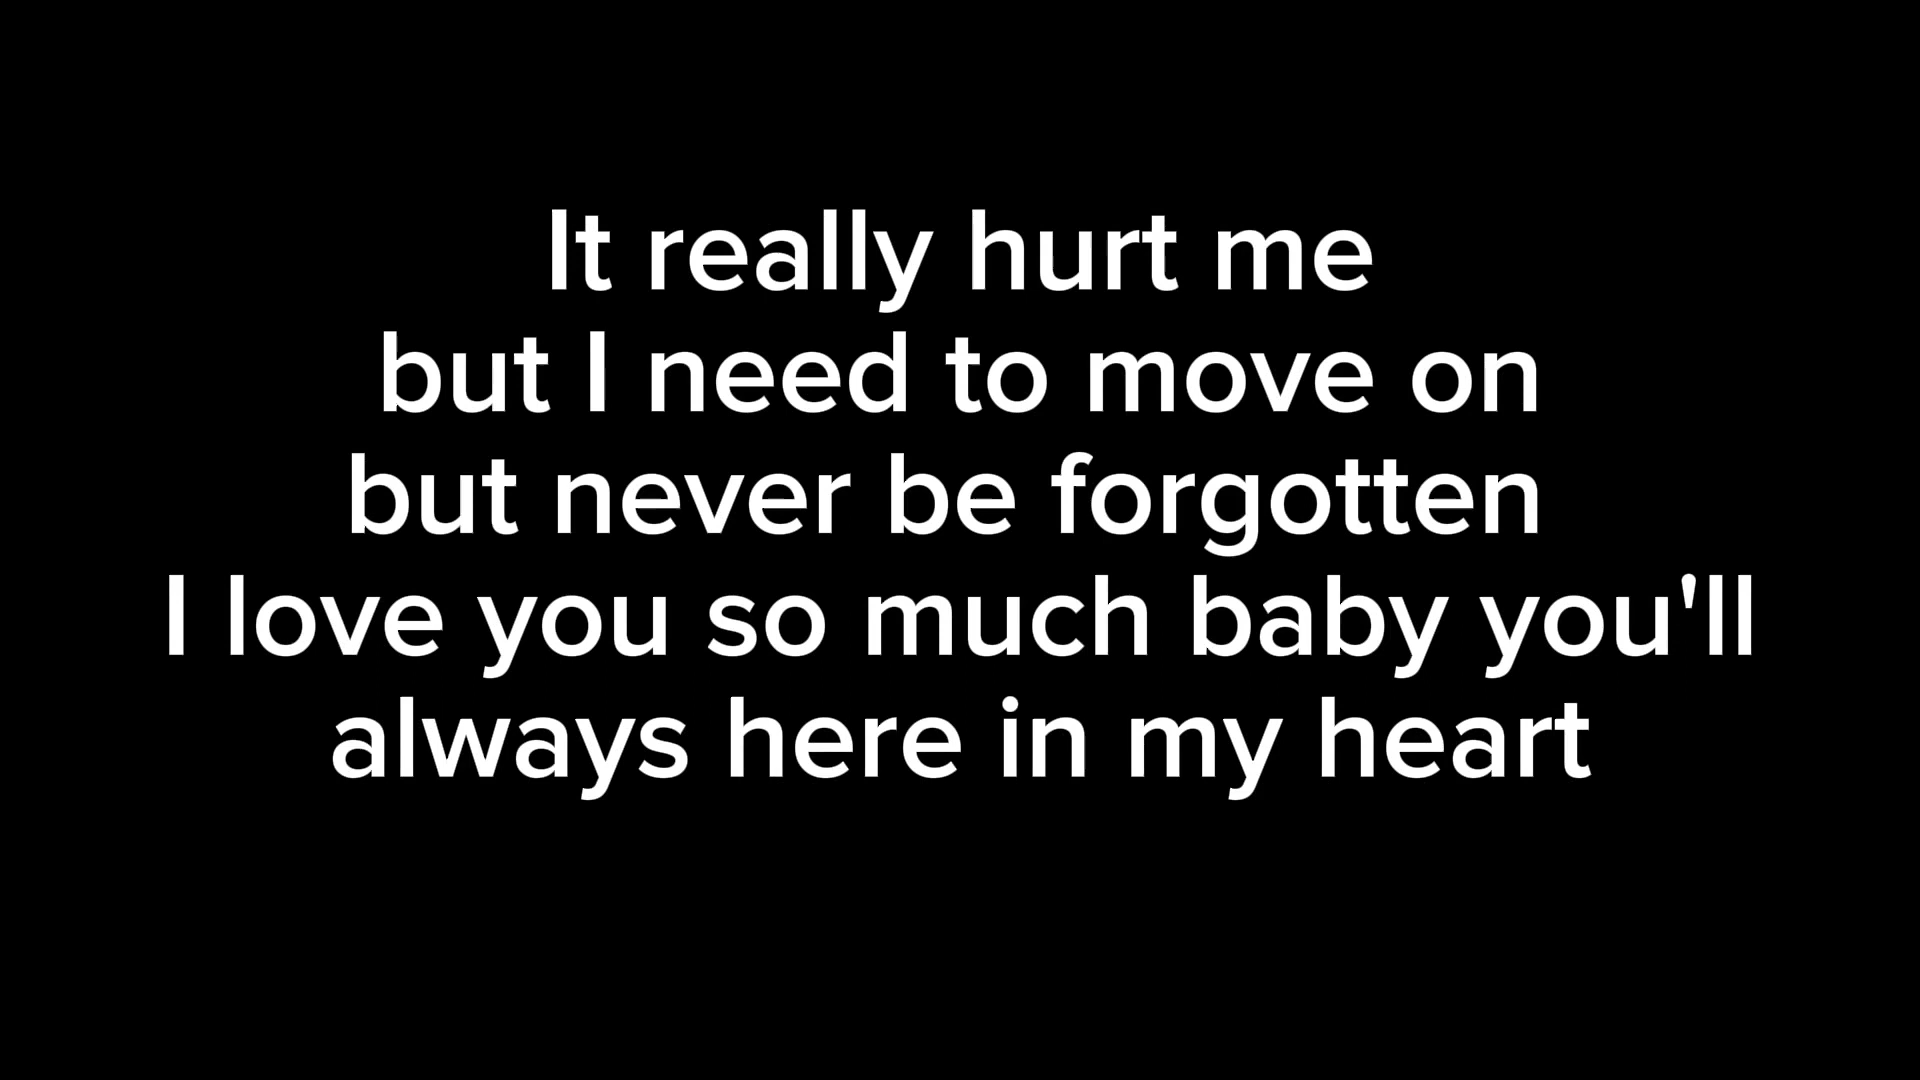 It really hurt me
but I need to move on
but never be forgotten
I love you so much baby you'll
always here in my heart